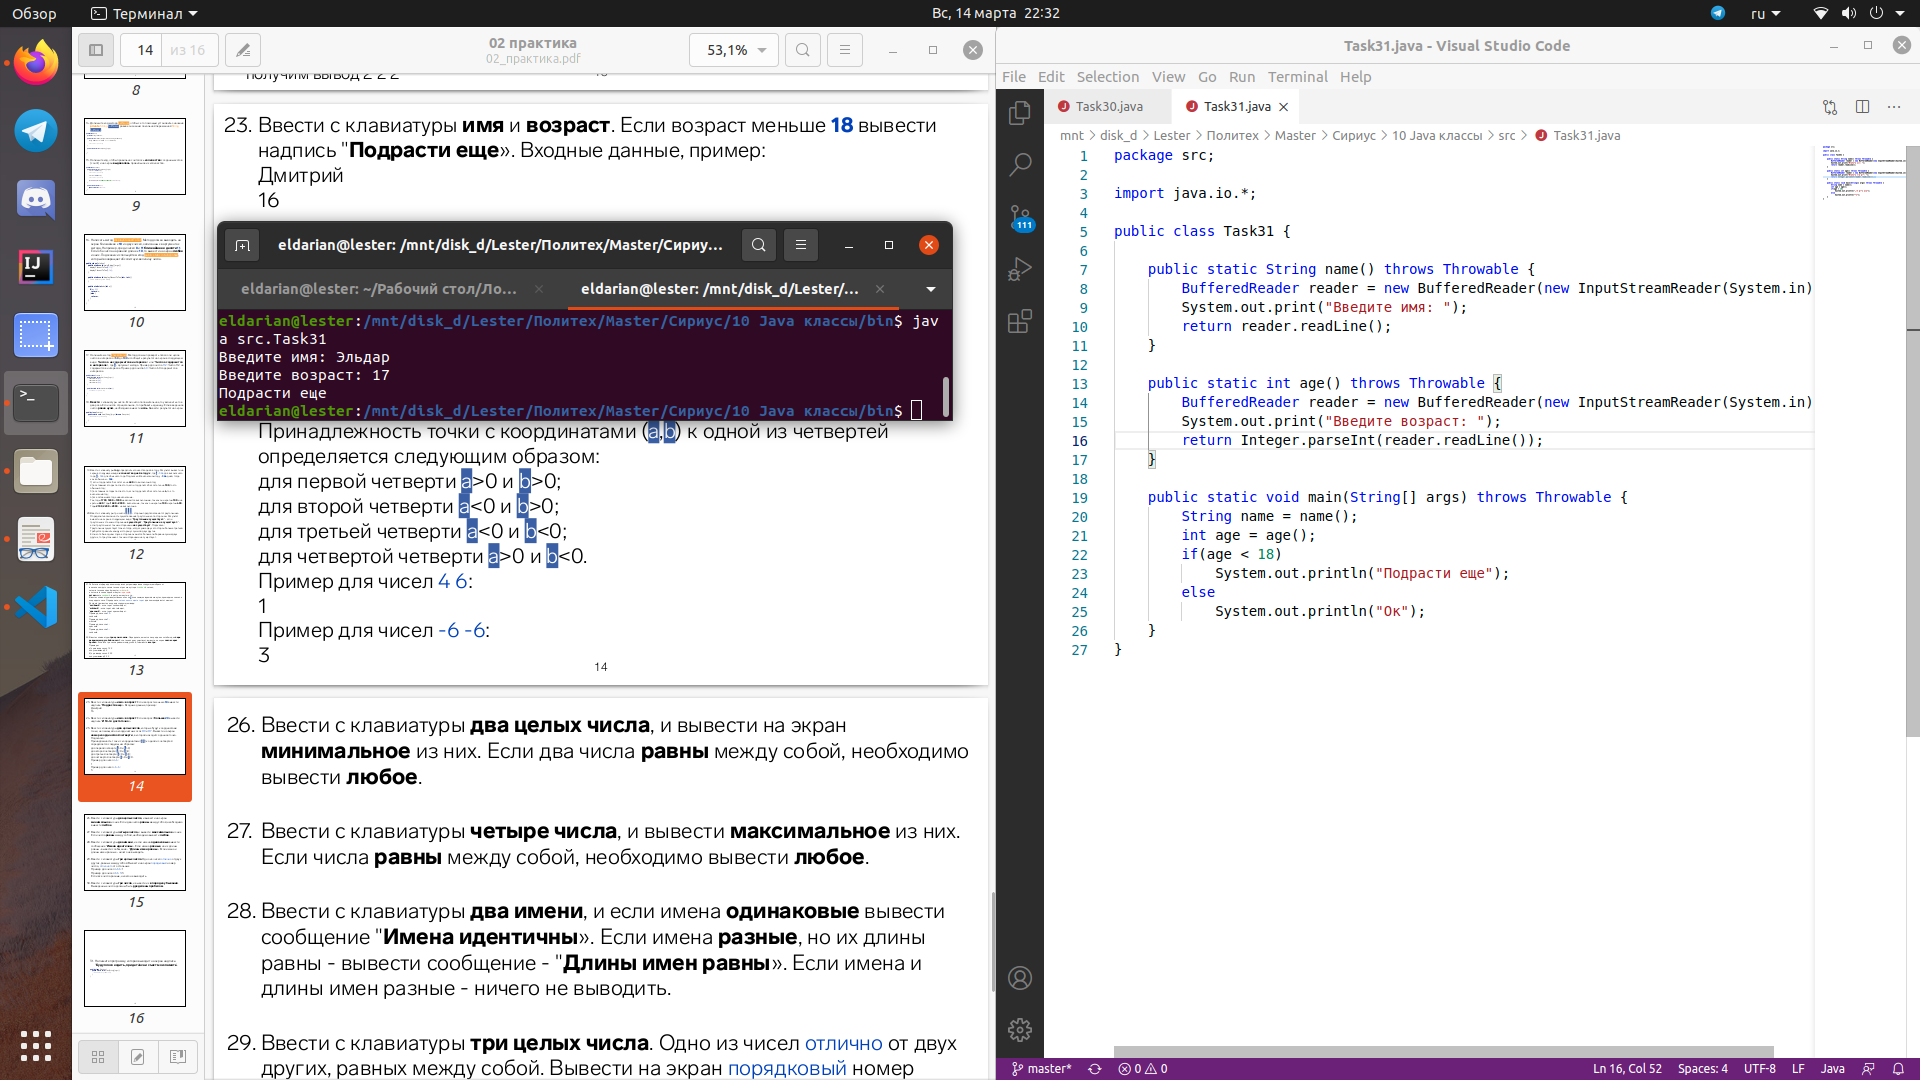 Обзор
Терминал
Вс, 14 марта 22:32
ru
14
из 16
02 практика
02_практика.pdf
53,1%
8
9
10
11
12
13
14
15
16
получим вывод 2 2 2
23. Ввести с клавиатуры имя и возраст. Если возраст меньше 18 вывести
надпись "Подрасти еще». Входные данные, пример:
Дмитрий
16
eldarian@lester: /mnt/disk_d/Lester/Политех/Master/Сириу...
eldarian@lester: ~/Рабочий стол/Ло...
eldarian@lester: /mnt/disk_d/Lester/...
eldarian@lester:/mnt/disk_d/Lester/Политех/Master/Сириус/10 Java классы/bin$ jav
a src.Task31
Введите имя: Эльдар
Введите возраст: 17
Подрасти еще
eldarian@lester:/mnt/disk_d/Lester/Политех/Master/Сириус/10 Java классы/bin$
Принадлежность точки с координатами (a,b) к одной из четвертей
определяется следующим образом:
для первой четверти a>0 и b>0;
для второй четверти a<0 и b>0;
для третьей четверти a<0 и b<0;
для четвертой четверти a>0 и b<0.
Пример для чисел 4 6:
1
Пример для чисел -6 -6:
3
14
26. Ввести с клавиатуры два целых числа, и вывести на экран
минимальное из них. Если два числа равны между собой, необходимо
вывести любое.
27. Ввести с клавиатуры четыре числа, и вывести максимальное из них.
Если числа равны между собой, необходимо вывести любое.
28. Ввести с клавиатуры два имени, и если имена одинаковые вывести
сообщение "Имена идентичны». Если имена разные, но их длины
равны - вывести сообщение - "Длины имен равны». Если имена и
длины имен разные - ничего не выводить.
29. Ввести с клавиатуры три целых числа. Одно из чисел отлично от двух
других, равных между собой. Вывести на экран порядковый номер
Task31.java - Visual Studio Code
File Edit Selection View Go Run Terminal Help
Task30.java
Task31.java
mnt > disk_d > Lester > Политех > Master > Сириус > 10 Java классы > src > Task31.java
111
1 package src;
2
3 import java.io.*;
4
5 public class Task31 {
6
7 public static String name() throws Throwable {
8 BufferedReader reader = new BufferedReader(new InputStreamReader(System.in)
9 System.out.print("Введите имя: ");
10 return reader.readLine();
11 }
12
13 public static int age() throws Throwable {
14 BufferedReader reader = new BufferedReader(new InputStreamReader(System.in)
15 System.out.print("Введите возраст: ");
16 return Integer.parseInt(reader.readLine());
17 }
18
19 public static void main(String[] args) throws Throwable {
20 String name = name();
21 int age = age();
22 if(age < 18)
23 System.out.println("Подрасти еще");
24 else
25 System.out.println("Ок");
26 }
27 }
master*
0 0
Ln 16, Col 52
Spaces: 4
UTF-8
LF
Java